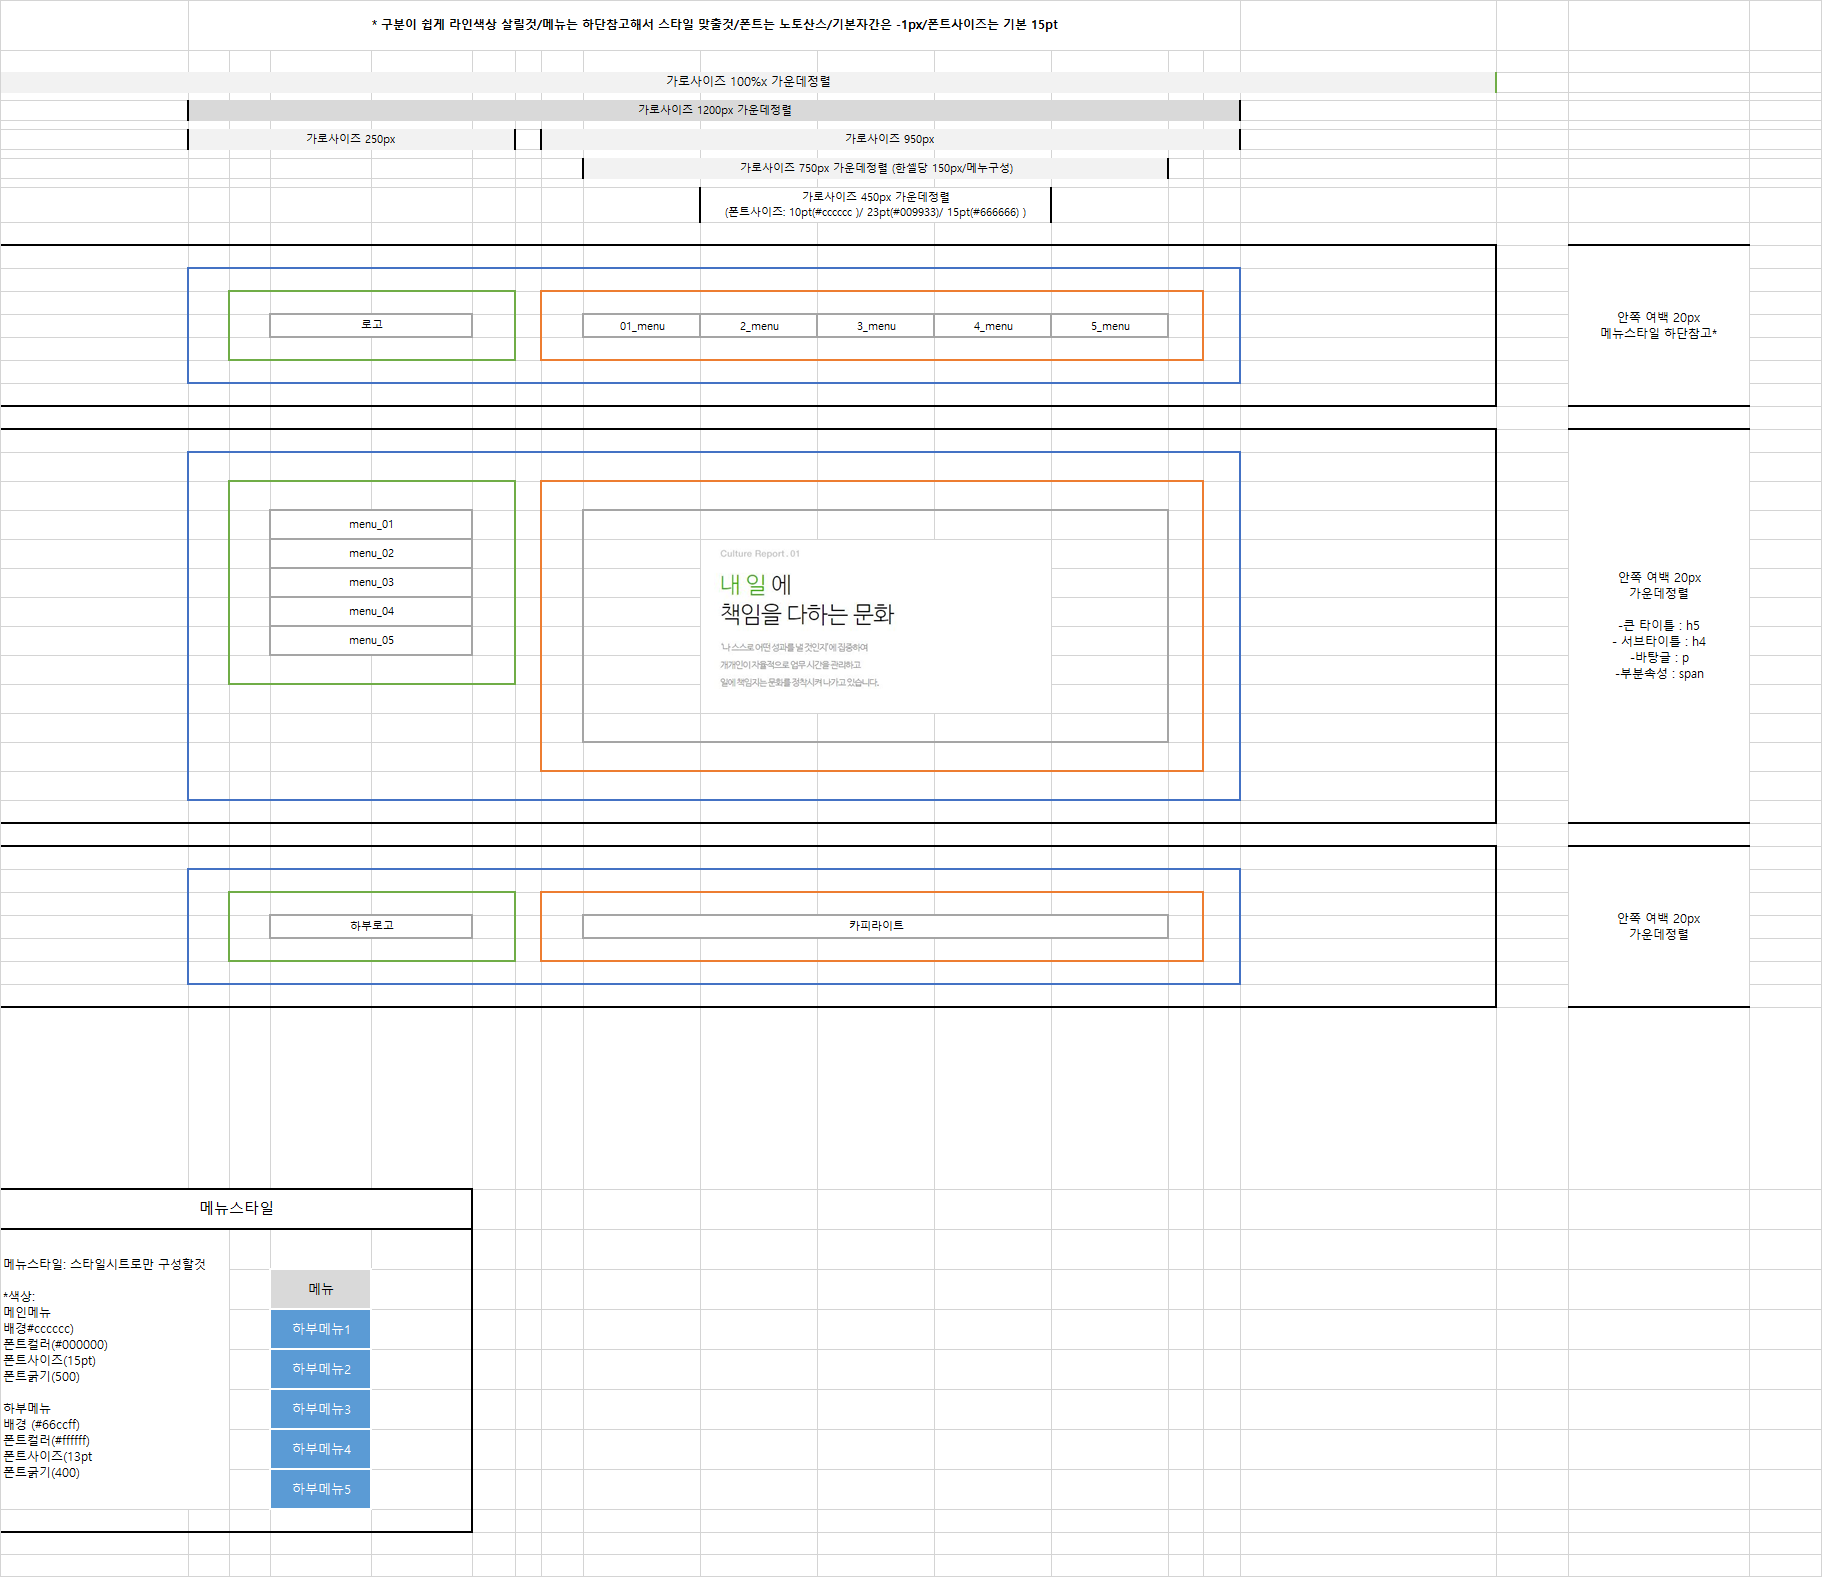 * 구분이 쉽게 라인색상 살릴것/메뉴는 하단참고해서 스타일 맞출것/폰트는 노토산스/기본자간은 -1px/폰트사이즈는 기본 15pt
가로사이즈 100%x 가운데정렬
가로사이즈 1200px 가운데정렬
가로사이즈 250px
가로사이즈 950px
가로사이즈 750px 가운데정렬 (한셀당 150px/메누구성)
가로사이즈 450px 가운데정렬
(폰트사이즈: 10pt(#cccccc )/ 23pt(#009933)/ 15pt(#666666) )
로고
01_menu
2_menu
3_menu
4_menu
5_menu
안쪽 여백 20px
메뉴스타일 하단참고*
menu_01
menu_02
menu_03
menu_04
menu_05
Culture Report. 01
내 일 에
책임을 다하는 문화
'나 스스로 어떤 성과를 낼 것인지'에 집중하여
개개인이 자율적으로 업무 시간을 관리하고
일에 책임지는 문화를 정착시켜 나가고 있습니다.
안쪽 여백 20px
가운데정렬
-큰 타이틀 : h5
- 서브타이틀 : h4
-바탕글 : p
-부분속성 : span
하부로고
카피라이트
안쪽 여백 20px
가운데정렬
메뉴스타일
메뉴스타일: 스타일시트로만 구성할것
*색상:
메인메뉴
배경#cccccc)
폰트컬러(#000000)
폰트사이즈(15pt)
폰트굵기(500)
하부메뉴
배경 (#66ccff)
폰트컬러(#ffffff)
폰트사이즈(13pt
폰트굵기(400)
메뉴
하부메뉴1
하부메뉴2
하부메뉴3
하부메뉴4
하부메뉴5